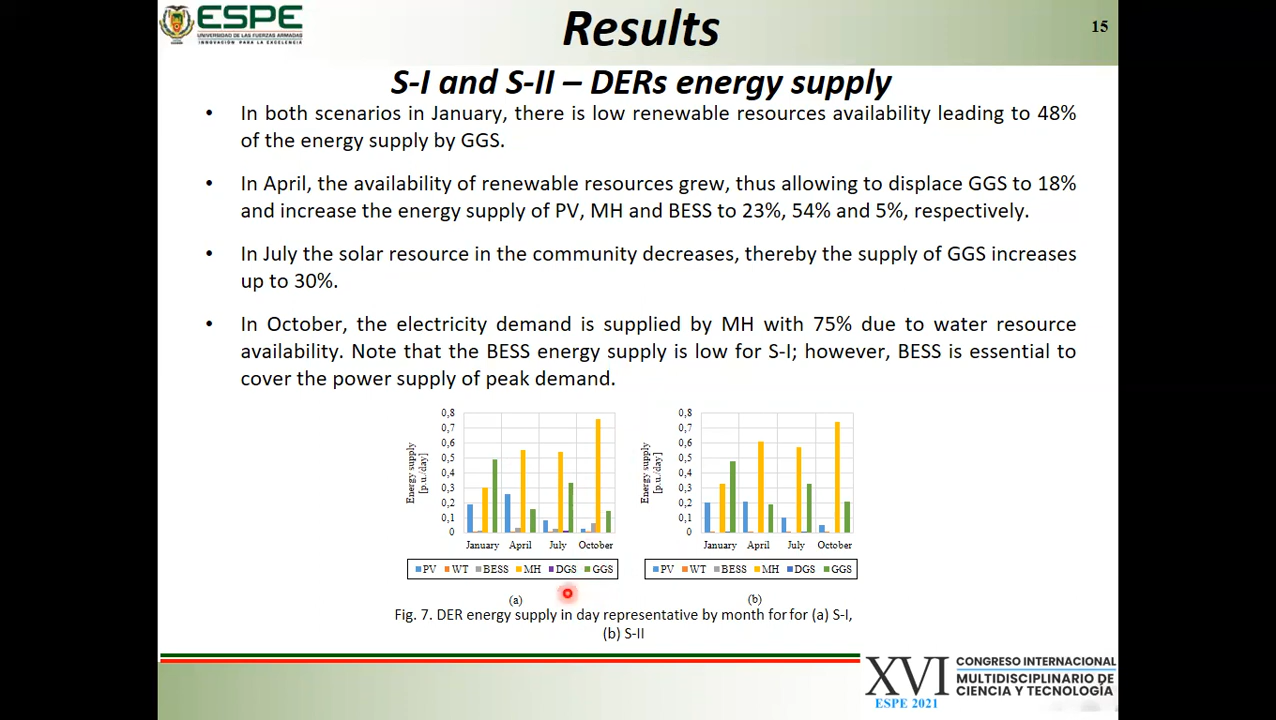 ESPE
UNIVERSIDAD DE LAS FUERZAS ARMADAS
INNOVACIÓN PARA LA EXCELENCIA
Results
15
S-I and S-II – DERs energy supply
• In both scenarios in January, there is low renewable resources availability leading to 48%
of the energy supply by GGS.
• In April, the availability of renewable resources grew, thus allowing to displace GGS to 18%
and increase the energy supply of PV, MH and BESS to 23%, 54% and 5%, respectively.
• In July the solar resource in the community decreases, thereby the supply of GGS increases
up to 30%.
• In October, the electricity demand is supplied by MH with 75% due to water resource
availability. Note that the BESS energy supply is low for S-I; however, BESS is essential to
cover the power supply of peak demand.
Energy supply
[p.u./day]
0,8
0,7
0,6
0,5
0,4
0,3
0,2
0,1
0
January April July October
PV WT BESS MH DGS GGS
(a)
Energy supply
[p.u./day]
0,8
0,7
0,6
0,5
0,4
0,3
0,2
0,1
0
January April July October
PV WT BESS MH DGS GGS
(b)
Fig. 7. DER energy supply in day representative by month for for (a) S-I,
(b) S-II
XVI
CONGRESO INTERNACIONAL
MULTIDISCIPLINARIO DE
CIENCIA Y TECNOLOGÍA
ESPE 2021